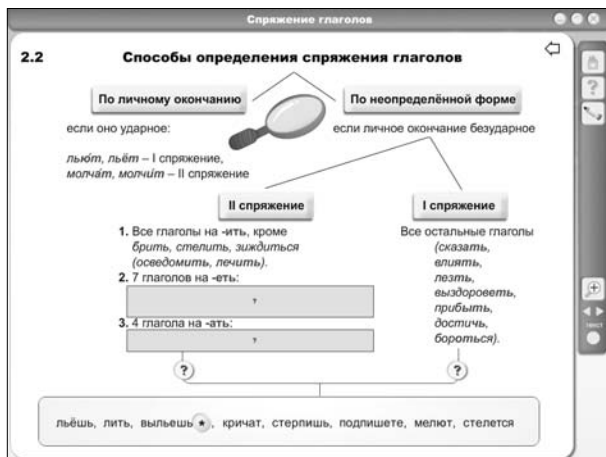 Спряжение глаголов
2.2
Способы определения спряжения глаголов
По личному окончанию
По неопределённой форме
если оно ударное:
если личное окончание безударное
лью́т, льёт – I спряжение,
молча́т, молчи́т – II спряжение
II спряжение
I спряжение
1. Все глаголы на -ить, кроме
брить, стелить, зиждиться
(осведомить, лечить).
2. 7 глаголов на -еть:
?
3. 4 глагола на -ать:
?
Все остальные глаголы
(сказать,
влиять,
лезть,
выздороветь,
прибыть,
достичь,
бороться).
?
?
льёшь, лить, выльешь * , кричат, стерпишь, подпишете, мелют, стелется
?
текст